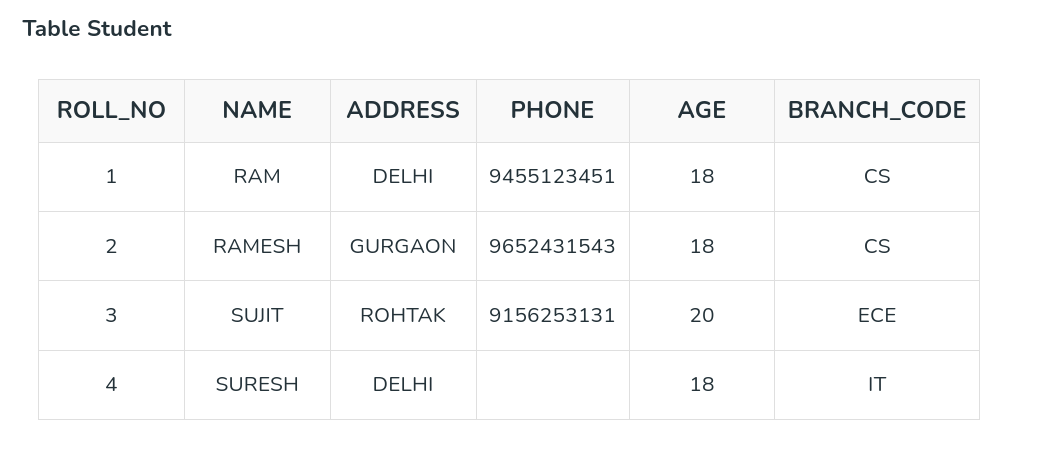 Table Student
ROLL_NO NAME ADDRESS PHONE AGE BRANCH_CODE
1 RAM DELHI 9455123451 18 CS
2 RAMESH GURGAON 9652431543 18 CS
3 SUJIT ROHTAK 9156253131 20 ECE
4 SURESH DELHI 18 IT